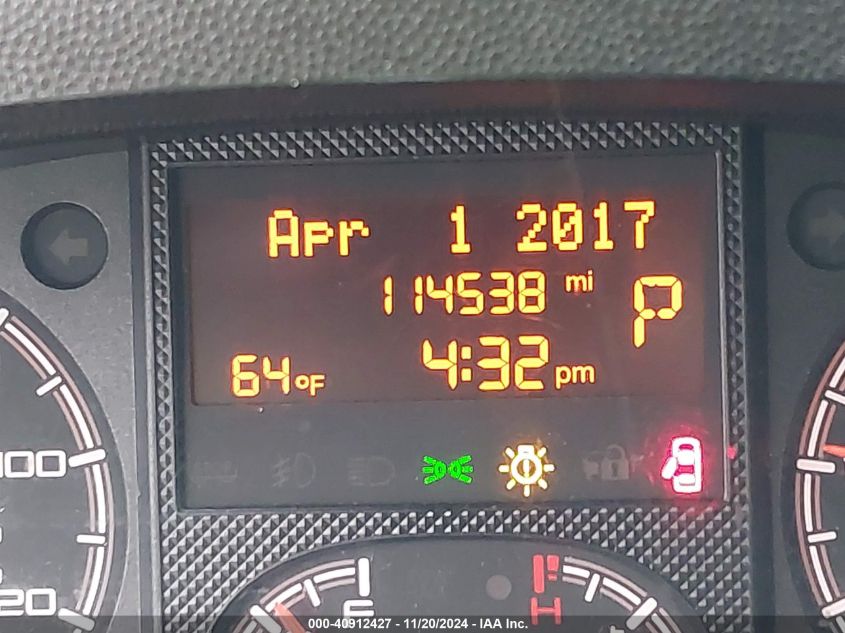 Apr 1 2017
114538 mi
P
64°F 4:32 pm
100
20
F
H
000-40912427 - 11/20/2024 - IAA Inc.